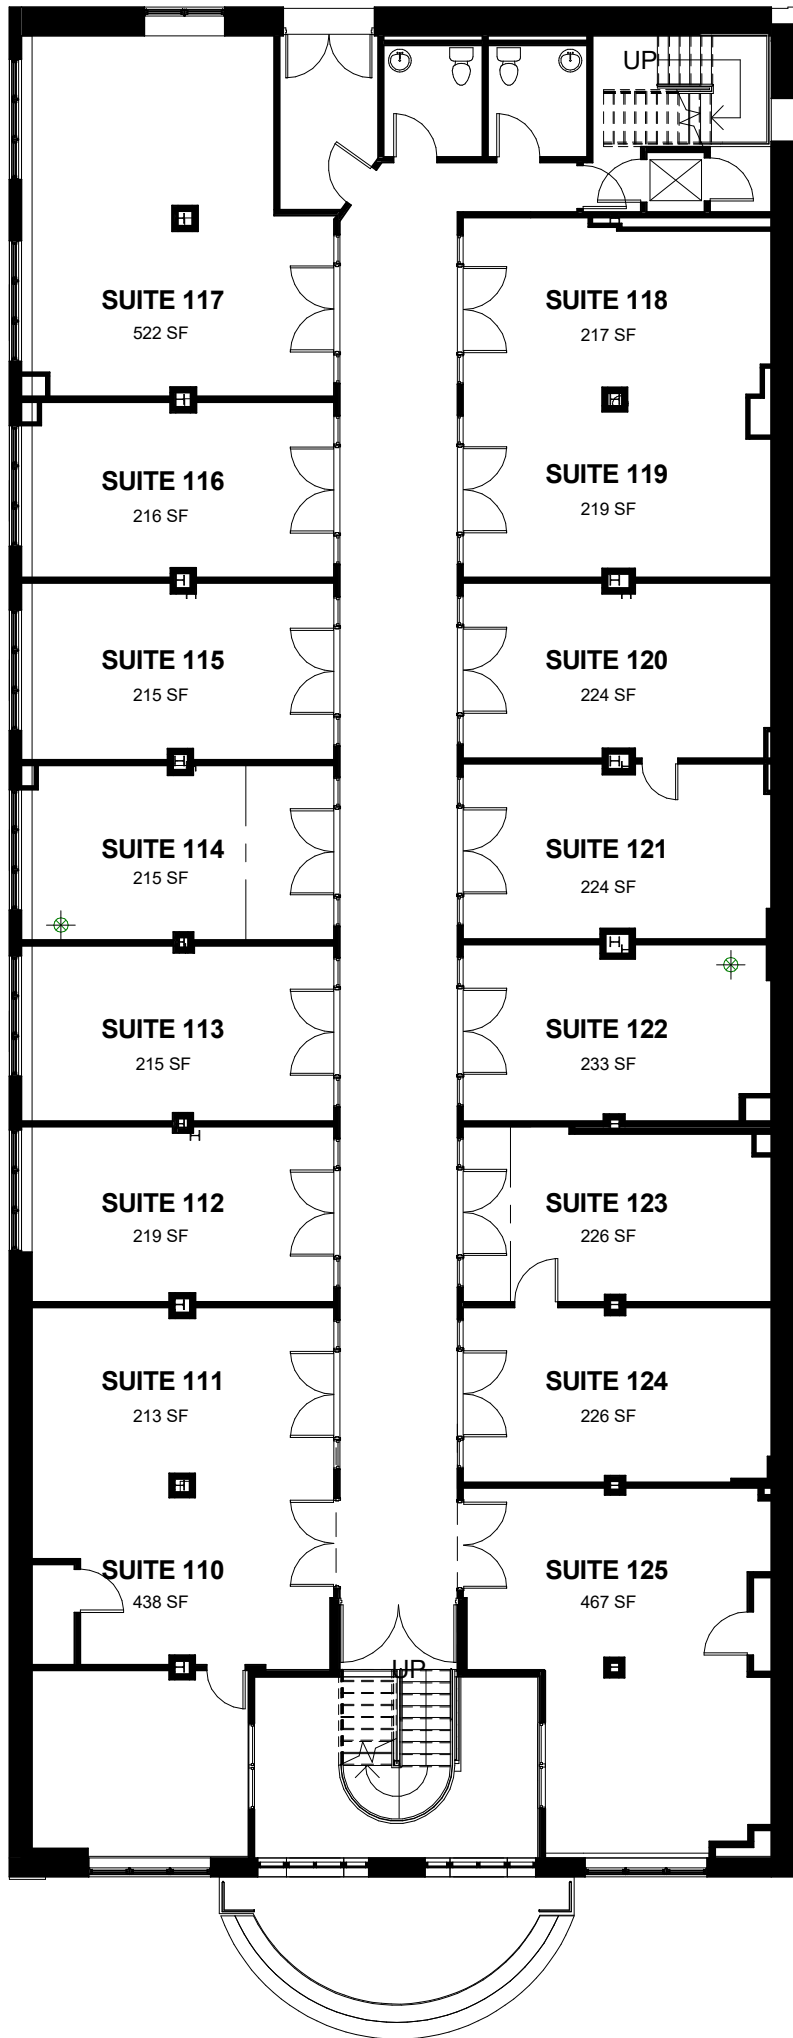 UP
SUITE 117
522 SF
SUITE 118
217 SF
SUITE 116
216 SF
SUITE 119
219 SF
SUITE 115
215 SF
SUITE 120
224 SF
SUITE 114
215 SF
SUITE 121
224 SF
SUITE 113
215 SF
SUITE 122
233 SF
SUITE 112
219 SF
SUITE 123
226 SF
SUITE 111
213 SF
SUITE 124
226 SF
SUITE 110
438 SF
SUITE 125
467 SF
UP